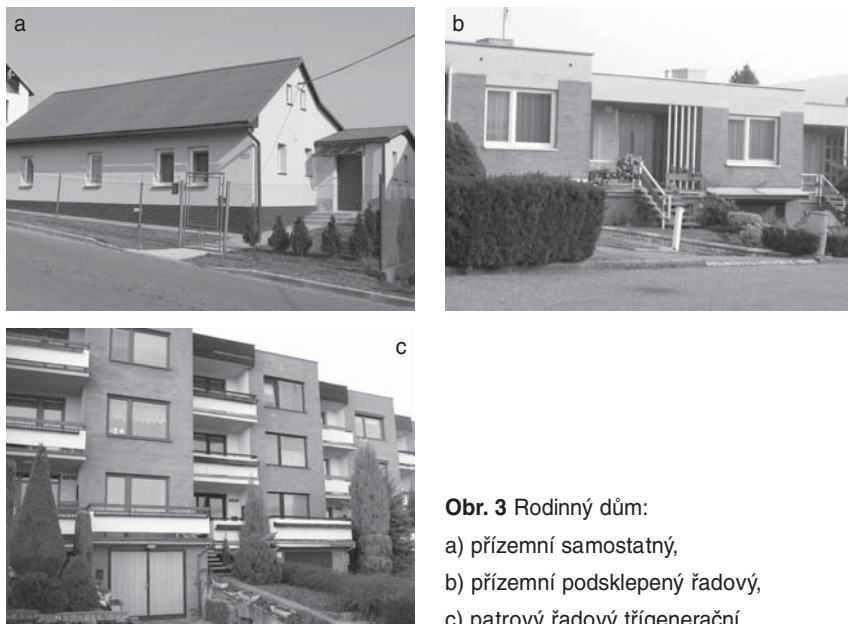 a
b
c
Obr. 3 Rodinný dům:
a) přízemní samostatný,
b) přízemní podsklepený řadový,
c) patrový řadový třígenerační